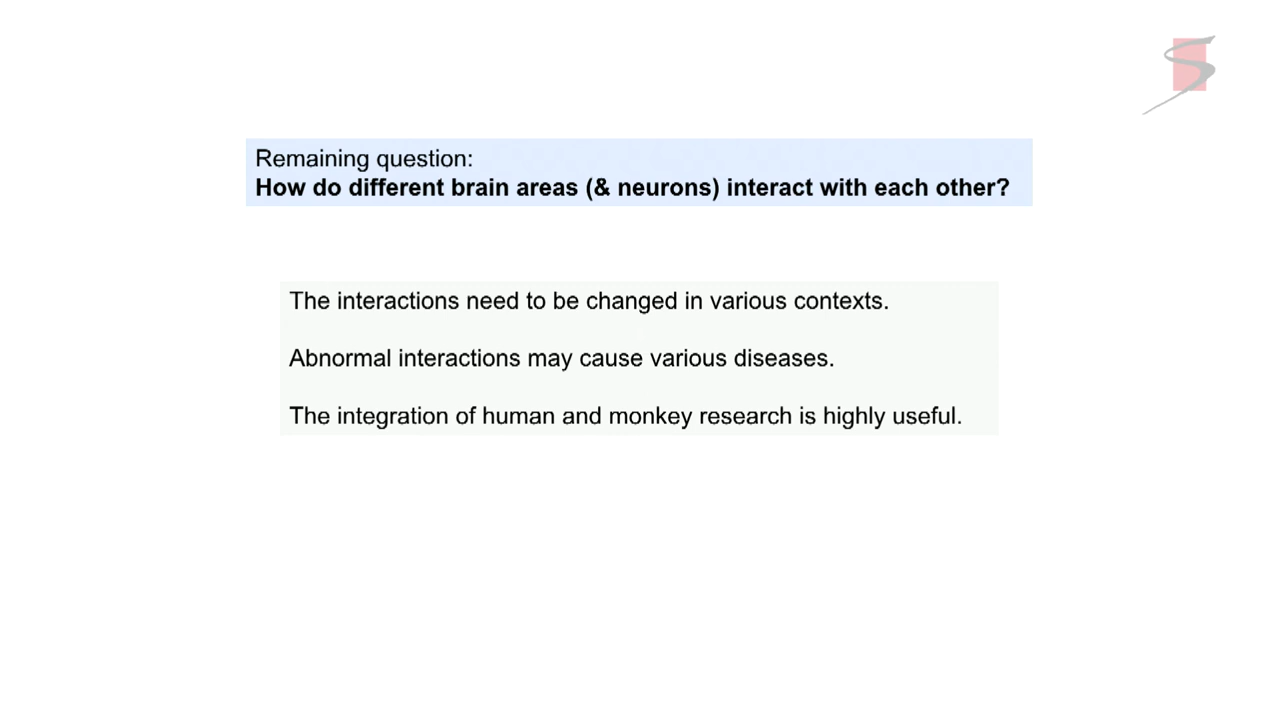 Remaining question:
How do different brain areas (& neurons) interact with each other?
The interactions need to be changed in various contexts.
Abnormal interactions may cause various diseases.
The integration of human and monkey research is highly useful.